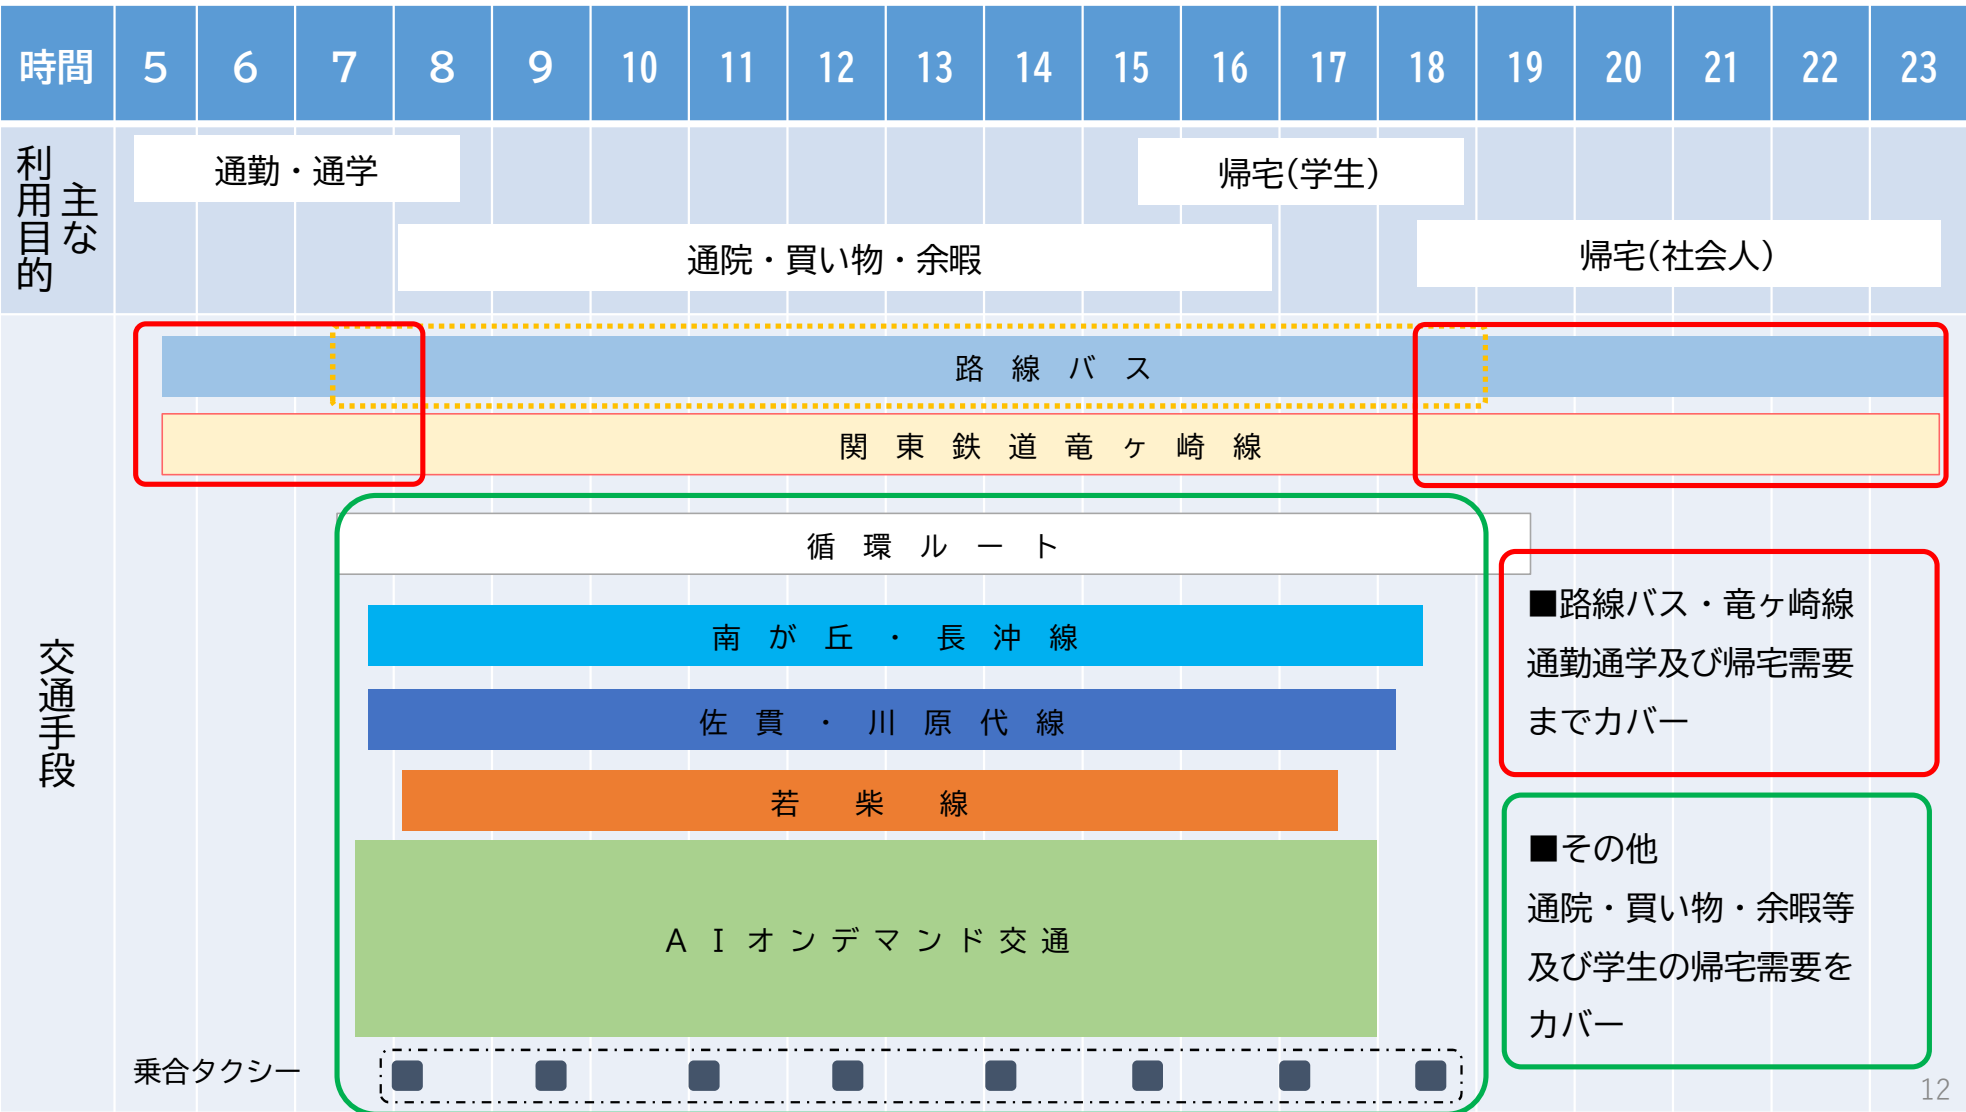 時間 5 6 7 8 9 10 11 12 13 14 15 16 17 18 19 20 21 22 23
主な
利用目的
通勤・通学
帰宅(学生)
通院・買い物・余暇
帰宅(社会人)
交通手段
路線バス
関東鉄道竜ヶ崎線
循環ルート
南が丘・長沖線
佐貫・川原代線
若柴線
AIオンデマンド交通
乗合タクシー
■路線バス・竜ヶ崎線
通勤通学及び帰宅需要
までカバー
■その他
通院・買い物・余暇等
及び学生の帰宅需要を
カバー
12